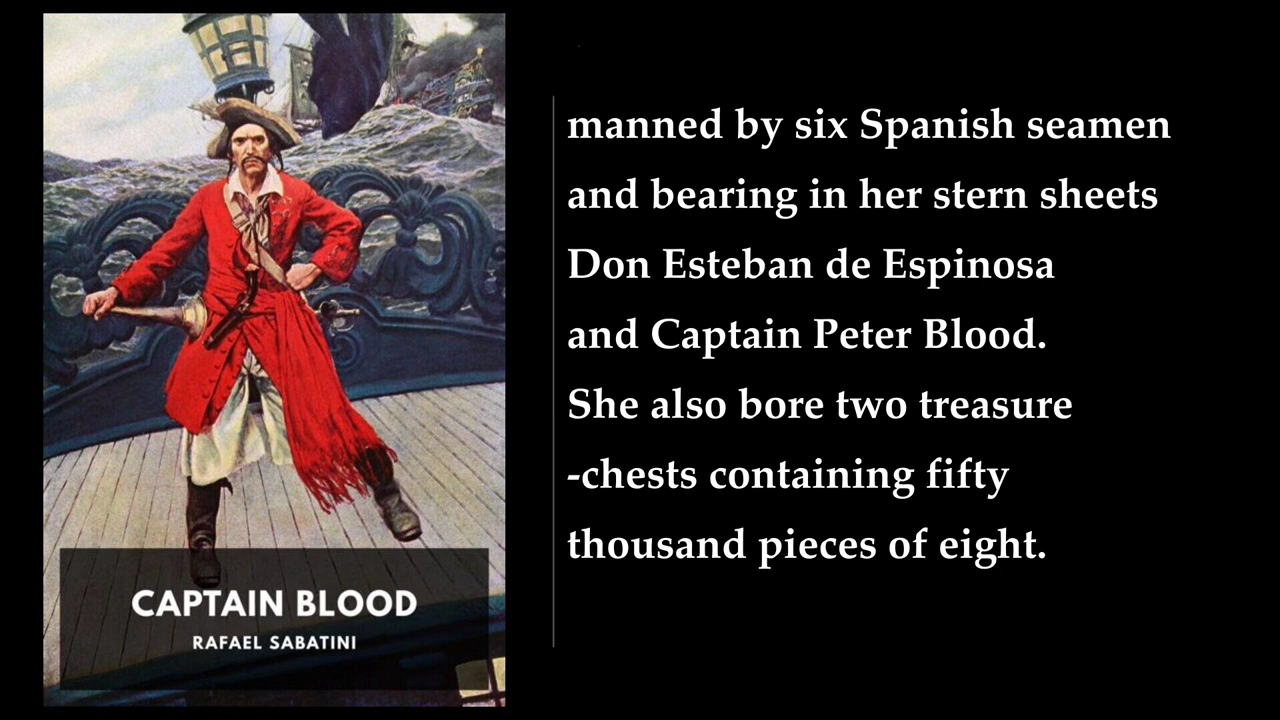 manned by six Spanish seamen
and bearing in her stern sheets
Don Esteban de Espinosa
and Captain Peter Blood.
She also bore two treasure
-chests containing fifty
thousand pieces of eight.
CAPTAIN BLOOD
RAFAEL SABATINI